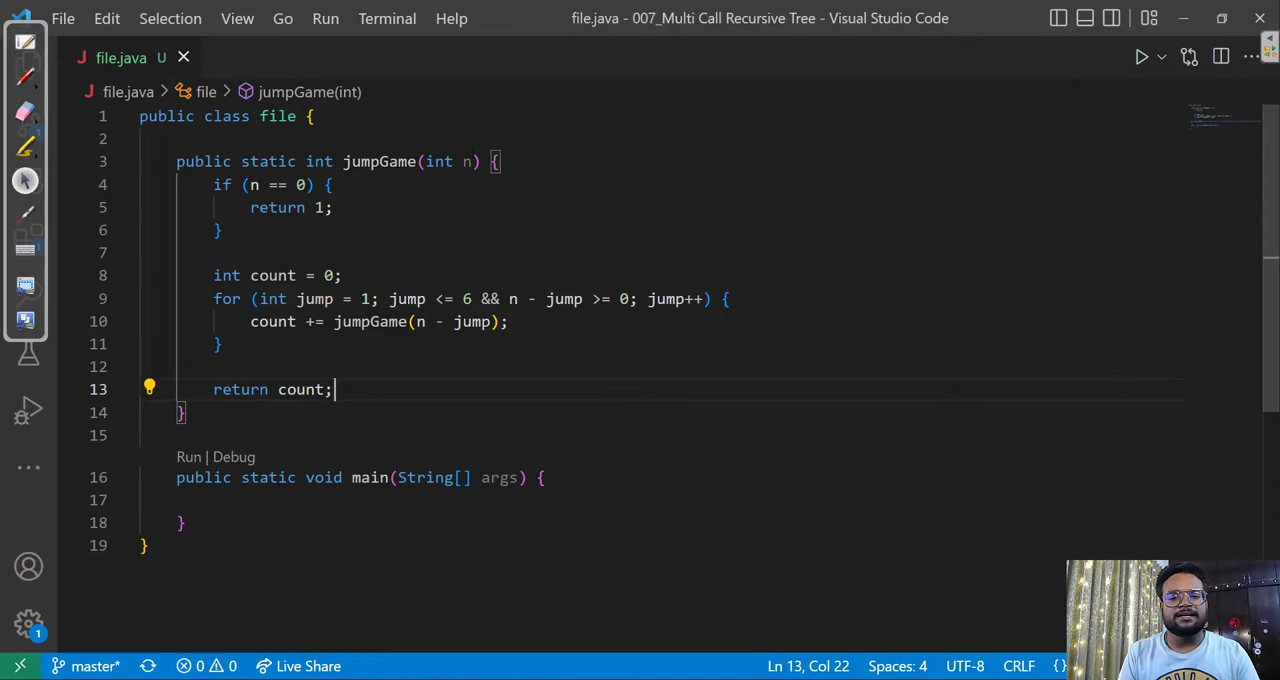 File Edit Selection View Go Run Terminal Help file.java - 007_Multi Call Recursive Tree - Visual Studio Code
J file.java U
J file.java > file > jumpGame(int)
1 public class file {
2
3 public static int jumpGame(int n) {
4 if (n == 0) {
5 return 1;
6 }
7
8 int count = 0;
9 for (int jump = 1; jump <= 6 && n - jump >= 0; jump++) {
10 count += jumpGame(n - jump);
11 }
12
13 return count;
14 }
15
Run | Debug
16 public static void main(String[] args) {
17
18 }
19 }
1
master* 0 0 Live Share Ln 13, Col 22 Spaces: 4 UTF-8 CRLF {}